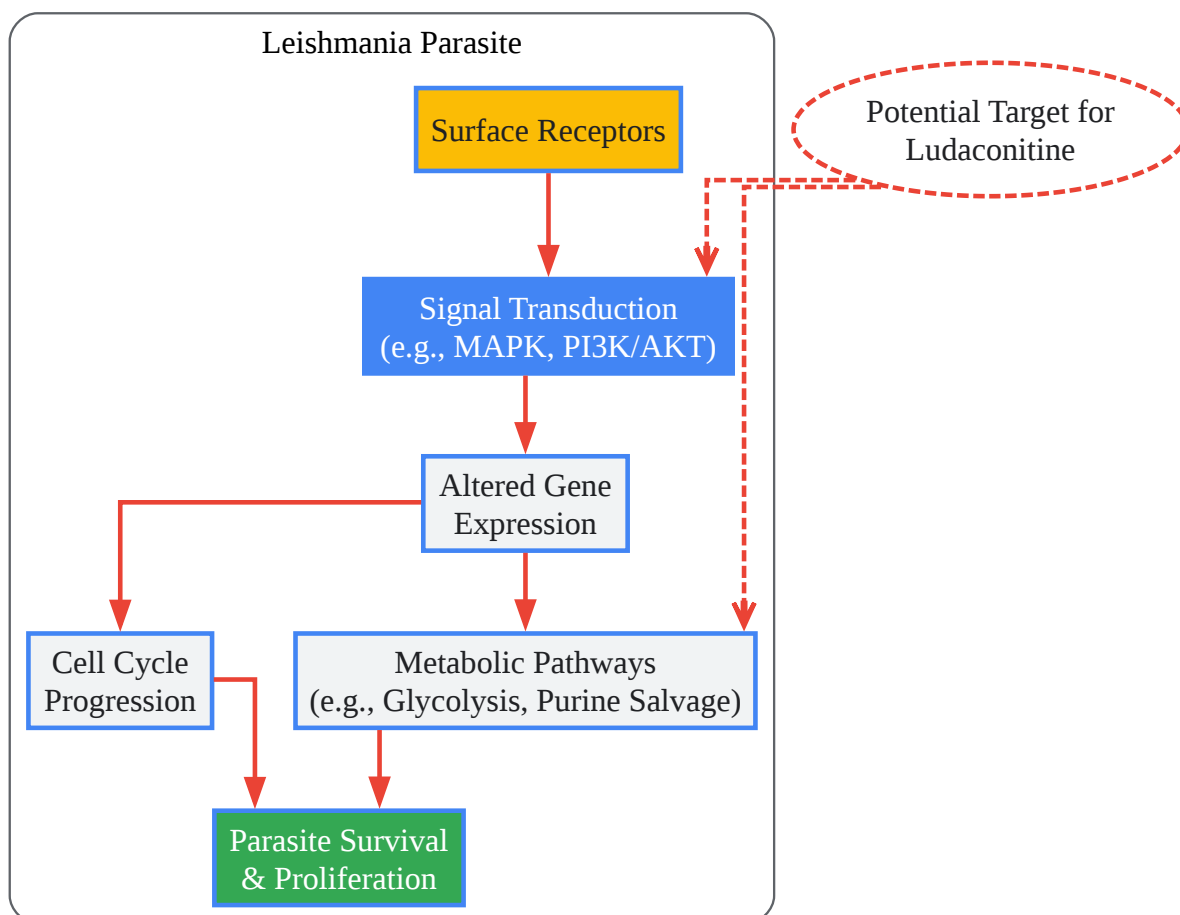 Leishmania Parasite
Surface Receptors
Potential Target for
Ludaconitine
Signal Transduction
(e.g., MAPK, PI3K/AKT)
Altered Gene
Expression
Cell Cycle
Progression
Metabolic Pathways
(e.g., Glycolysis, Purine Salvage)
Parasite Survival
& Proliferation